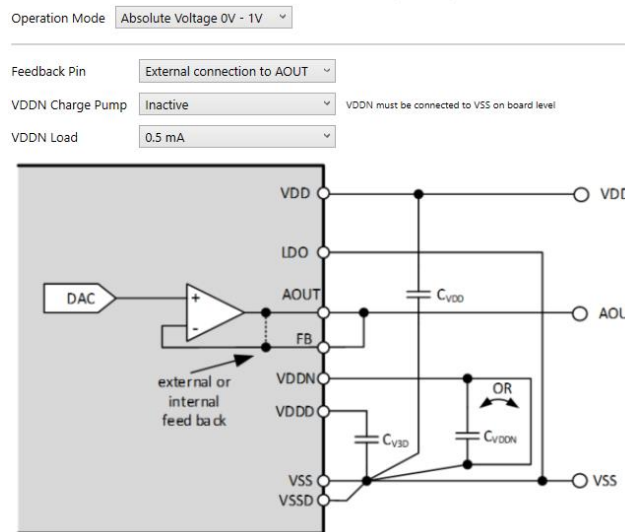 Operation Mode Absolute Voltage 0V - 1V
Feedback Pin External connection to AOUT
VDDN Charge Pump Inactive VDDN must be connected to VSS on board level
VDDN Load 0.5 mA
VDD VDD
LDO
DAC + AOUT CVDD AOU
- FB
external or
internal
feed back
VDDN OR
VDDD
CV3D CVDDN
VSS VSS
VSSD